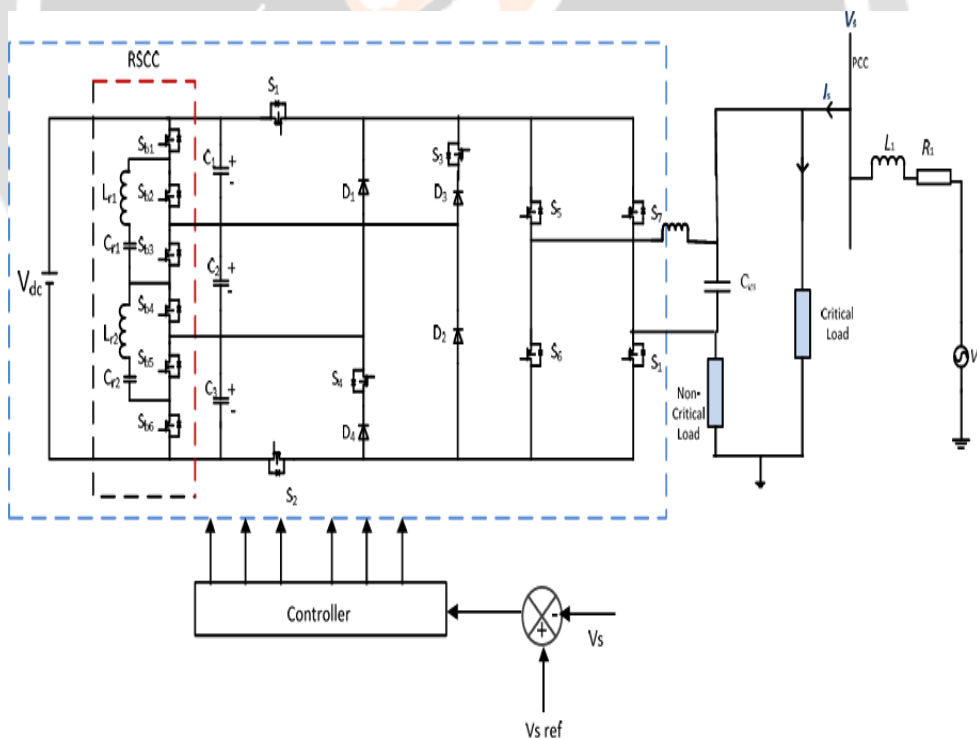 RSCC
S1
Vs
PCC
Is
Sb1
C1
+
-
S3
L1
R1
Lr1
Sb2
D1
D3
S5
S7
Cr1
Sb3
Vdc
C2
+
-
Sb4
Ces
Critical
Load
Lr2
D2
V
Sb5
S4
S6
S1
Cr2
C3
+
-
Non-
Critical
Load
Sb6
D4
S2
Controller
-
+
Vs
Vs ref